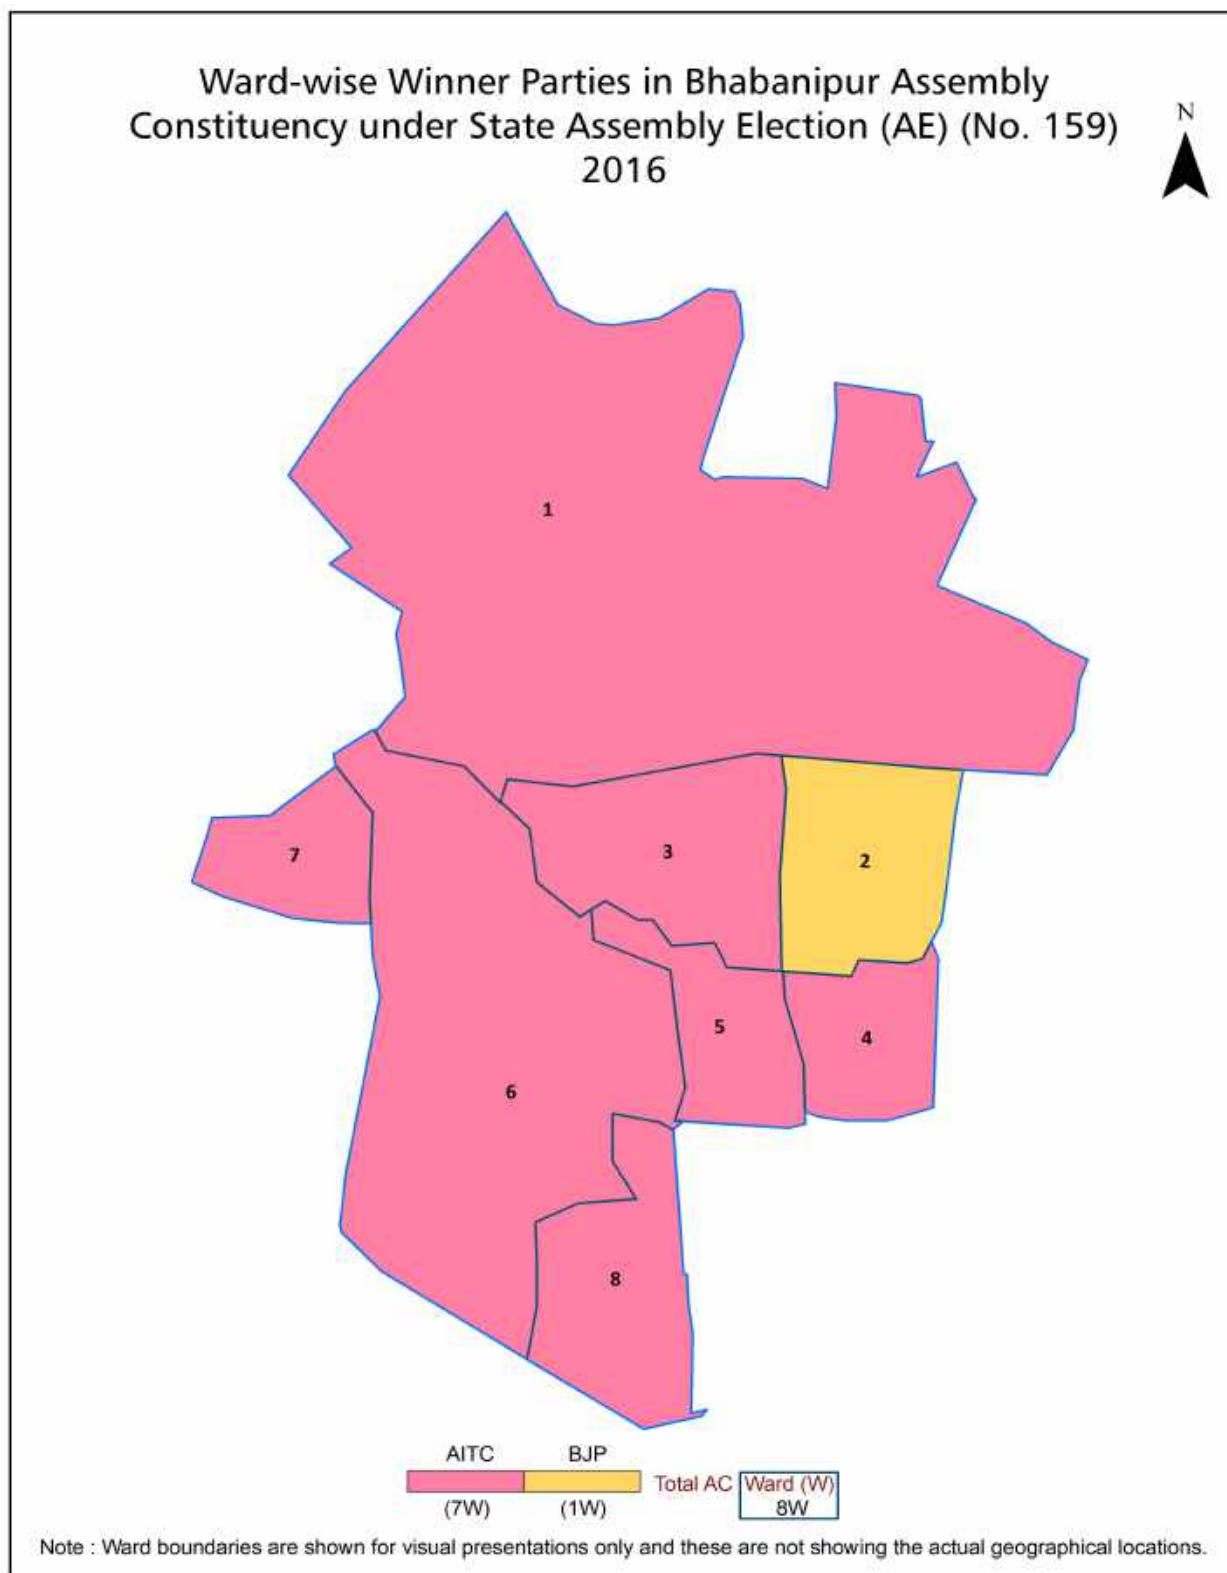 Ward-wise Winner Parties in Bhabanipur Assembly
Constituency under State Assembly Election (AE) (No. 159)
2016
N
1
7
3
2
5
4
6
8
AITC BJP
Total AC Ward (W)
(7W) (1W) 8W
Note : Ward boundaries are shown for visual presentations only and these are not showing the actual geographical locations.